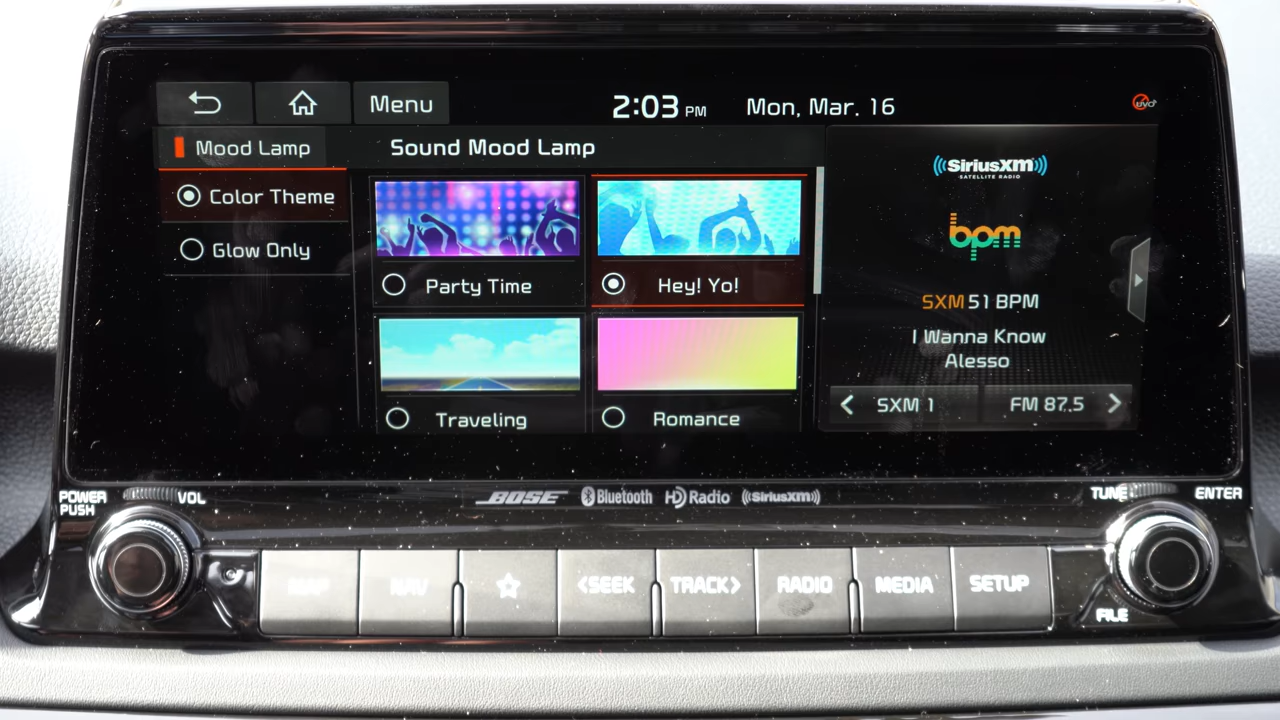 Menu
2:03 PM
Mon, Mar. 16
UVO
Mood Lamp
Sound Mood Lamp
Color Theme
Glow Only
Party Time
Hey! Yo!
Traveling
Romance
SiriusXM
SATELLITE RADIO
bpm
SXM 51 BPM
I Wanna Know
Alesso
SXM 1
FM 87.5
POWER
PUSH
VOL
BOSE
Bluetooth
HD Radio
SiriusXM
TUNE
ENTER
MAP
NAV
<SEEK
TRACK>
RADIO
MEDIA
SETUP
FILE